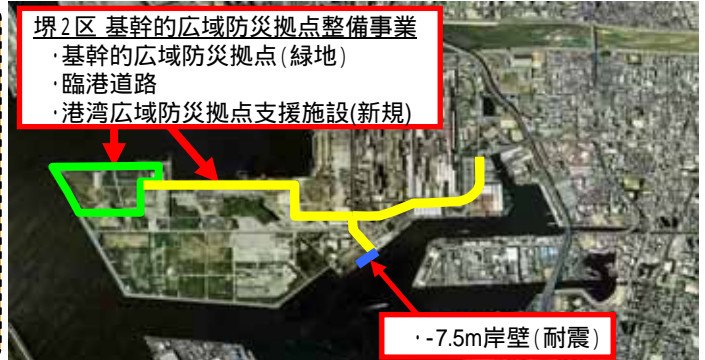 堺2区 基幹的広域防災拠点整備事業
･基幹的広域防災拠点(緑地)
･臨港道路
･港湾広域防災拠点支援施設(新規)
･-7.5m岸壁(耐震)